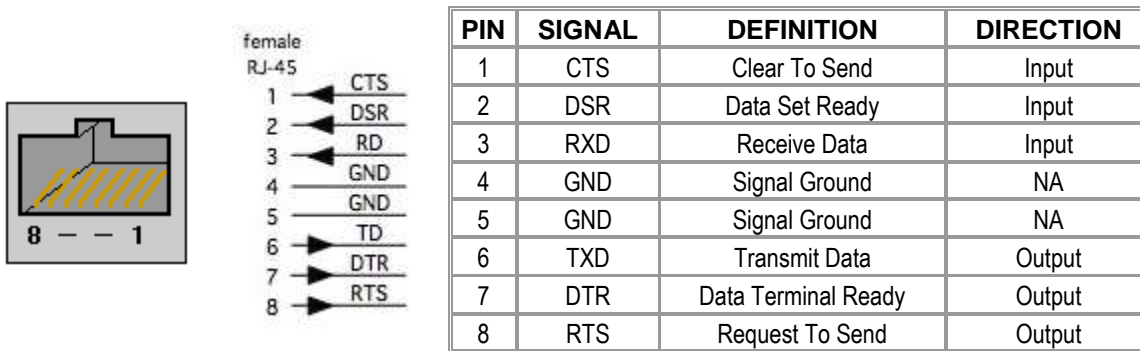 8 – – 1
female
RJ-45
1 CTS
2 DSR
3 RD
4 GND
5 GND
6 TD
7 DTR
8 RTS
PIN SIGNAL DEFINITION DIRECTION
1 CTS Clear To Send Input
2 DSR Data Set Ready Input
3 RXD Receive Data Input
4 GND Signal Ground NA
5 GND Signal Ground NA
6 TXD Transmit Data Output
7 DTR Data Terminal Ready Output
8 RTS Request To Send Output